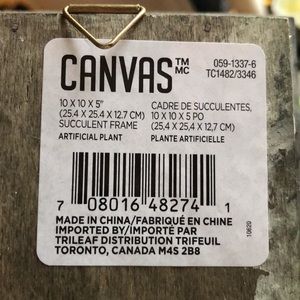 CANVAS™ MC
059-1337-6
TC1482/3346
10 X 10 X 5"
(25.4 X 25.4 X 12.7 CM)
SUCCULENT FRAME
ARTIFICIAL PLANT
CADRE DE SUCCULENTES,
10 X 10 X 5 PO
(25,4 X 25,4 X 12,7 CM)
PLANTE ARTIFICIELLE
7 08016 48274 1
MADE IN CHINA/FABRIQUÉ EN CHINE
IMPORTED BY/IMPORTÉ PAR
TRILEAF DISTRIBUTION TRIFEUIL
TORONTO, CANADA M4S 2B8
10620